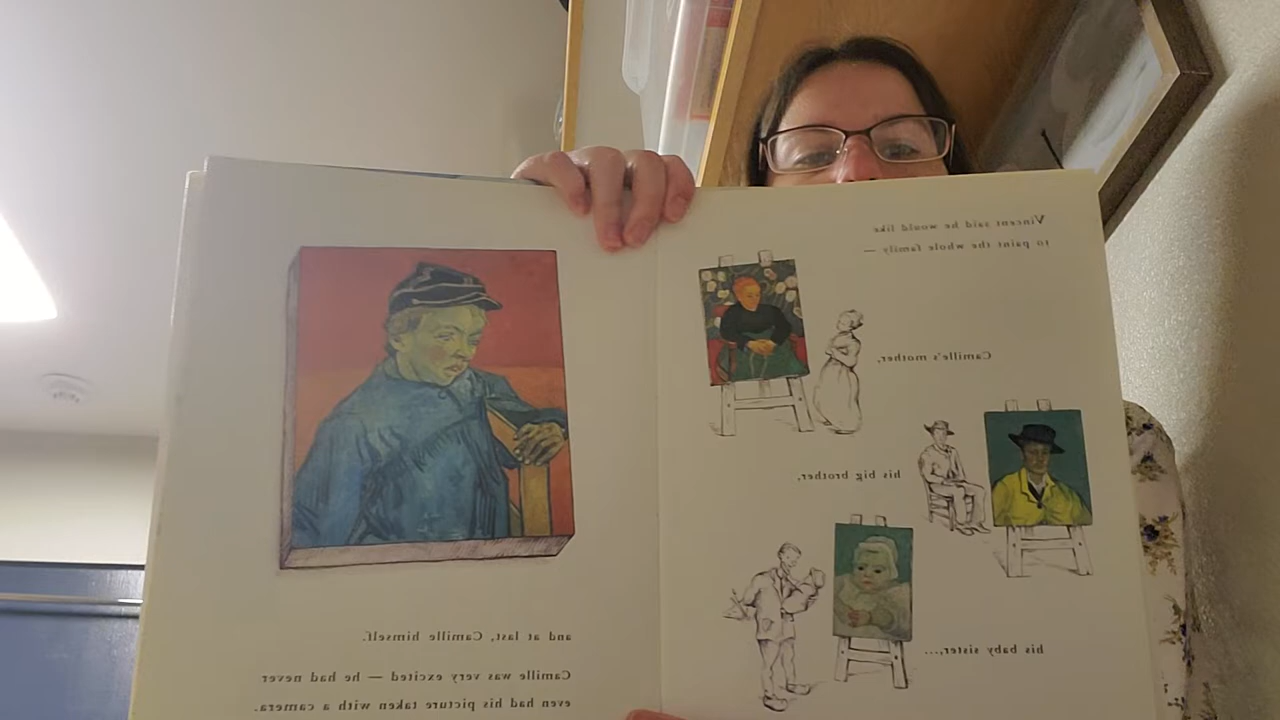 Vincent said he would like
to paint the whole family —
Camille's mother,
his big brother,
his baby sister,...
and at last, Camille himself.
Camille was very excited — he had never
even had his picture taken with a camera.